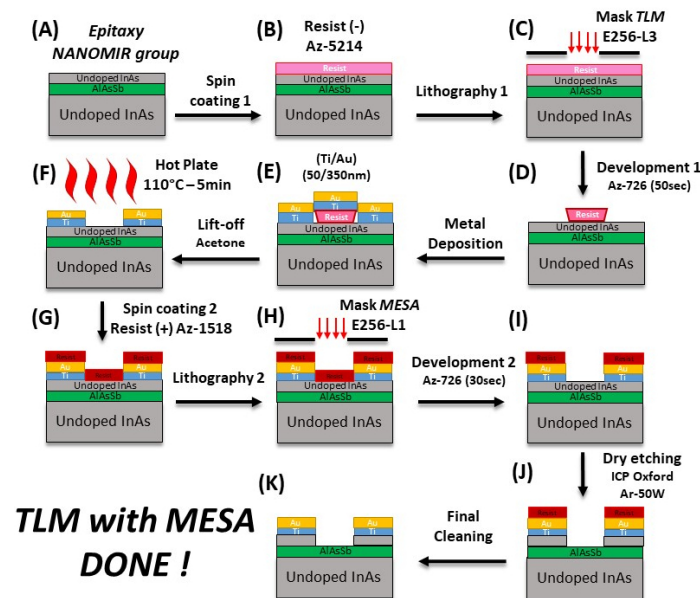 (A)
Epitaxy
NANOMIR group
Undoped InAs
AlAsSb
Undoped InAs
Spin
coating 1
(B)
Resist (-)
Az-5214
Resist
Undoped InAs
AlAsSb
Undoped InAs
Lithography 1
(C)
Mask TLM
E256-L3
Resist
Undoped InAs
AlAsSb
Undoped InAs
Development 1
Az-726 (50sec)
(D)
Resist
Undoped InAs
AlAsSb
Undoped InAs
Metal
Deposition
(E)
(Ti/Au)
(50/350nm)
Au
Ti
Au
Ti
Resist
Au
Ti
Undoped InAs
AlAsSb
Undoped InAs
Lift-off
Acetone
(F)
Hot Plate
110°C – 5min
Au
Ti
Au
Ti
Undoped InAs
AlAsSb
Undoped InAs
Spin coating 2
Resist (+) Az-1518
(G)
Resist
Au
Ti
Resist
Resist
Au
Ti
Undoped InAs
AlAsSb
Undoped InAs
Lithography 2
(H)
Mask MESA
E256-L1
Resist
Au
Ti
Resist
Resist
Au
Ti
Undoped InAs
AlAsSb
Undoped InAs
Development 2
Az-726 (30sec)
(I)
Resist
Au
Ti
Resist
Au
Ti
Undoped InAs
AlAsSb
Undoped InAs
Dry etching
ICP Oxford
Ar-50W
(J)
Resist
Au
Ti
Resist
Au
Ti
AlAsSb
Undoped InAs
Final
Cleaning
(K)
Au
Ti
Au
Ti
AlAsSb
Undoped InAs
TLM with MESA
DONE !